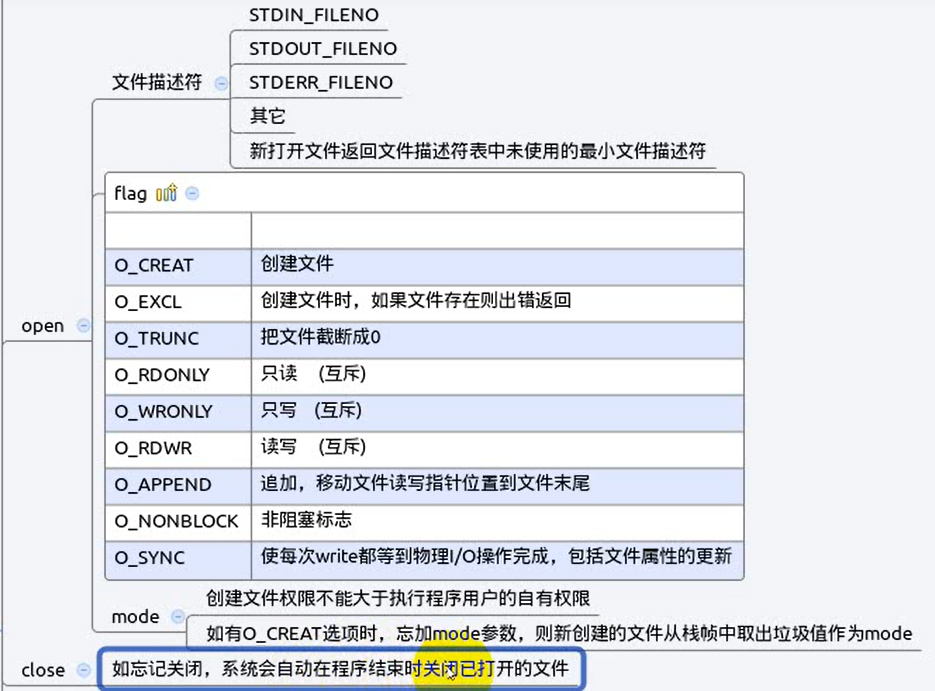 STDIN_FILENO
STDOUT_FILENO
文件描述符
STDERR_FILENO
其它
新打开文件返回文件描述符表中未使用的最小文件描述符
flag
O_CREAT 创建文件
O_EXCL 创建文件时，如果文件存在则出错返回
open
O_TRUNC 把文件截断成0
O_RDONLY 只读 (互斥)
O_WRONLY 只写 (互斥)
O_RDWR 读写 (互斥)
O_APPEND 追加，移动文件读写指针位置到文件末尾
O_NONBLOCK 非阻塞标志
O_SYNC 使每次write都等到物理I/O操作完成，包括文件属性的更新
mode
创建文件权限不能大于执行程序用户的自有权限
如有O_CREAT选项时，忘加mode参数，则新创建的文件从栈帧中取出垃圾值作为mode
close
如忘记关闭，系统会自动在程序结束时关闭已打开的文件